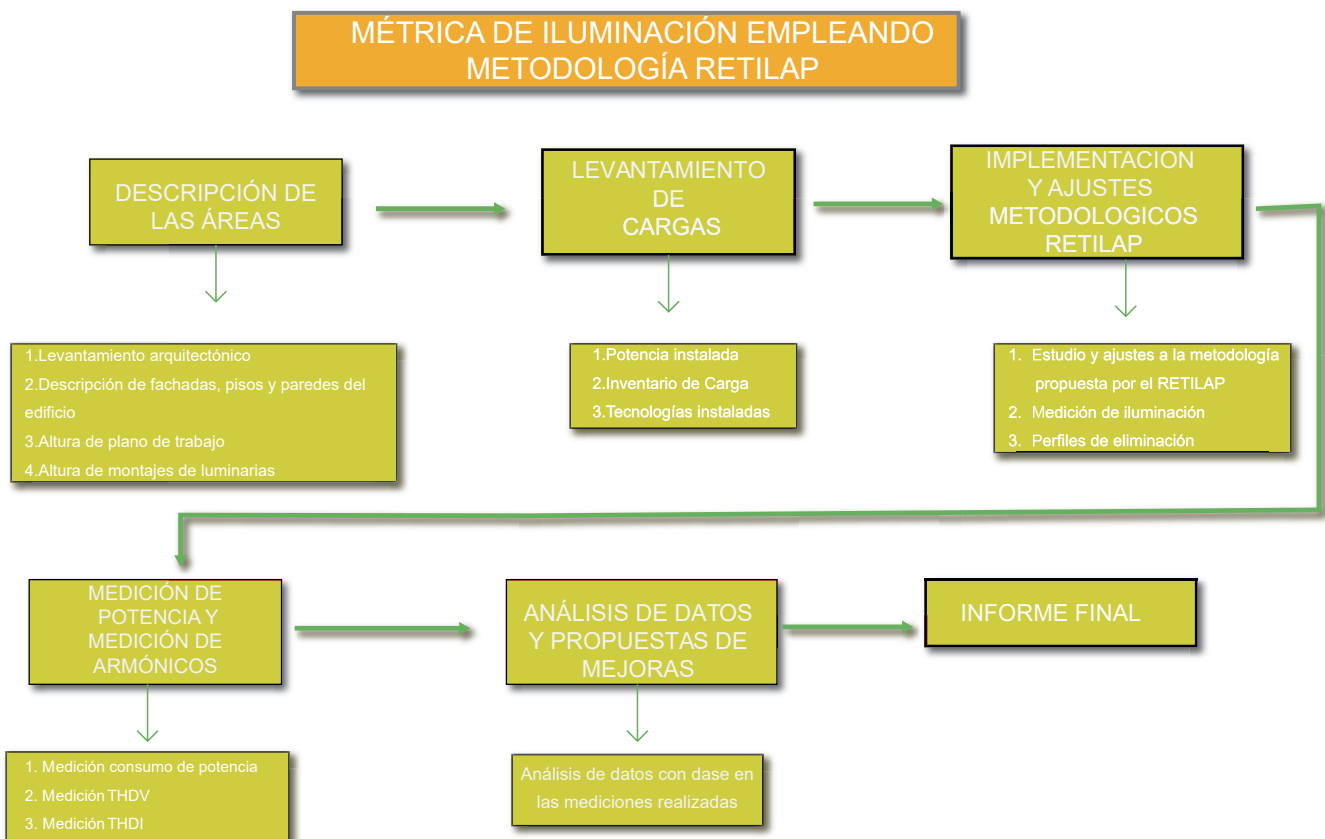 MÉTRICA DE ILUMINACIÓN EMPLEANDO
METODOLOGÍA RETILAP
DESCRIPCIÓN DE
LAS ÁREAS
LEVANTAMIENTO
DE
CARGAS
IMPLEMENTACION
Y AJUSTES
METODOLOGICOS
RETILAP
1.Levantamiento arquitectónico
2.Descripción de fachadas, pisos y paredes del
edificio
3.Altura de plano de trabajo
4.Altura de montajes de luminarias
1.Potencia instalada
2.Inventario de Carga
3.Tecnologías instaladas
1. Estudio y ajustes a la metodología
propuesta por el RETILAP
2. Medición de iluminación
3. Perfiles de eliminación
MEDICIÓN DE
POTENCIA Y
MEDICIÓN DE
ARMÓNICOS
ANÁLISIS DE DATOS
Y PROPUESTAS DE
MEJORAS
INFORME FINAL
1. Medición consumo de potencia
2. Medición THDV
3. Medición THDI
Análisis de datos con dase en
las mediciones realizadas